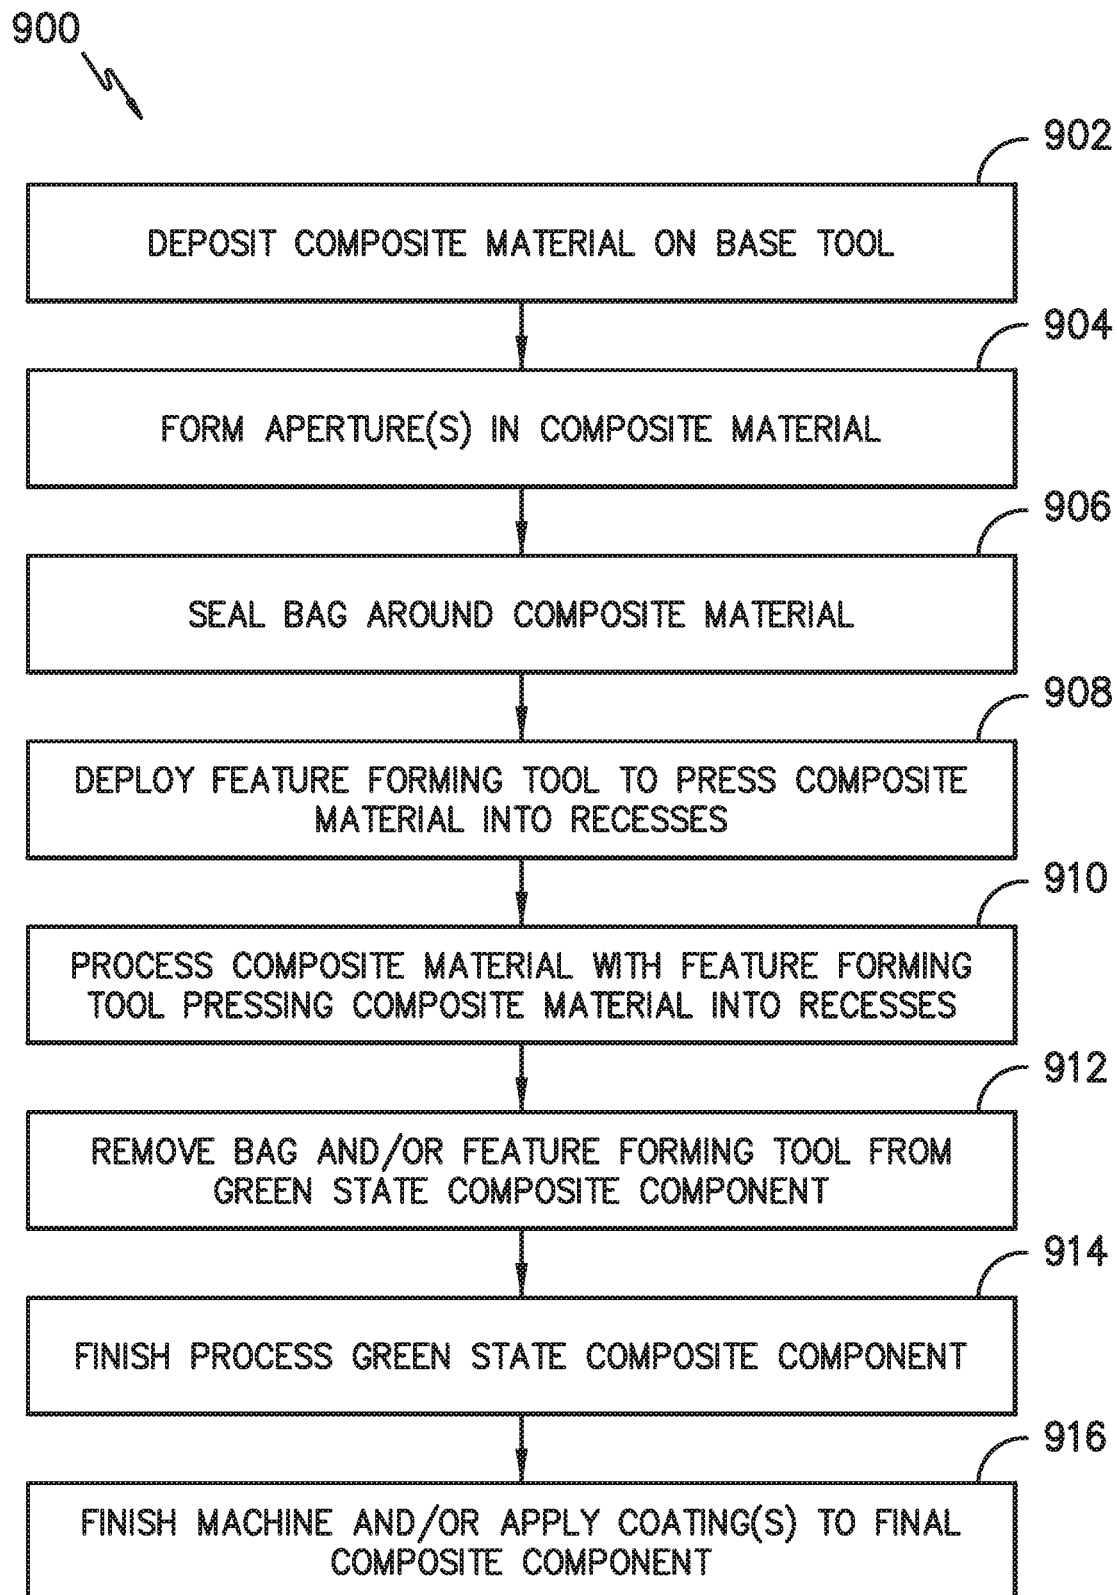 900
902
DEPOSIT COMPOSITE MATERIAL ON BASE TOOL
904
FORM APERTURE(S) IN COMPOSITE MATERIAL
906
SEAL BAG AROUND COMPOSITE MATERIAL
908
DEPLOY FEATURE FORMING TOOL TO PRESS COMPOSITE
MATERIAL INTO RECESSES
910
PROCESS COMPOSITE MATERIAL WITH FEATURE FORMING
TOOL PRESSING COMPOSITE MATERIAL INTO RECESSES
912
REMOVE BAG AND/OR FEATURE FORMING TOOL FROM
GREEN STATE COMPOSITE COMPONENT
914
FINISH PROCESS GREEN STATE COMPOSITE COMPONENT
916
FINISH MACHINE AND/OR APPLY COATING(S) TO FINAL
COMPOSITE COMPONENT